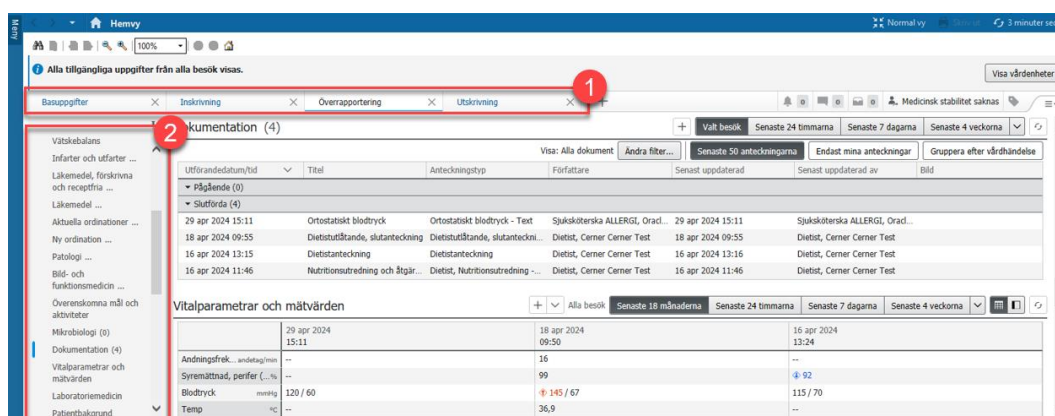 Meny
Hemvy
Normal vy
Skriv ut
3 minuter sed
100%
Alla tillgängliga uppgifter från alla besök visas.
Visa vårdenheter
1
Basuppgifter
Inskrivning
Överrapportering
Utskrivning
0
0
0
Medicinsk stabilitet saknas
2
Vätskebalans
Infarter och utfarter ...
Läkemedel, förskrivna
och receptfria ...
Läkemedel ...
Aktuella ordinationer ...
Ny ordination ...
Patologi ...
Bild- och
funktionsmedicin ...
Överenskomna mål och
aktiviteter
Mikrobiologi (0)
Dokumentation (4)
Vitalparametrar och
mätvärden
Laboratoriemedicin
Patientbakgrund
kumentation (4)
Valt besök
Senaste 24 timmarna
Senaste 7 dagarna
Senaste 4 veckorna
Visa: Alla dokument
Ändra filter...
Senaste 50 anteckningarna
Endast mina anteckningar
Gruppera efter vårdhändelse
Utförandedatum/tid Titel Anteckningstyp Författare Senast uppdaterad Senast uppdaterad av Bild
Pågående (0)
Slutförda (4)
29 apr 2024 15:11 Ortostatiskt blodtryck Ortostatiskt blodtryck - Text Sjuksköterska ALLERGI, Oracl... 29 apr 2024 15:11 Sjuksköterska ALLERGI, Oracl...
18 apr 2024 09:55 Dietistutlåtande, slutanteckning Dietistutlåtande, slutanteckni... Dietist, Cerner Cerner Test 18 apr 2024 09:55 Dietist, Cerner Cerner Test
16 apr 2024 13:15 Dietistanteckning Dietistanteckning Dietist, Cerner Cerner Test 16 apr 2024 13:16 Dietist, Cerner Cerner Test
16 apr 2024 11:46 Nutritionsutredning och åtgär... Dietist, Nutritionsutredning -... Dietist, Cerner Cerner Test 16 apr 2024 11:46 Dietist, Cerner Cerner Test
Vitalparametrar och mätvärden
Alla besök
Senaste 18 månaderna
Senaste 24 timmarna
Senaste 7 dagarna
Senaste 4 veckorna
29 apr 2024 18 apr 2024 16 apr 2024
15:11 09:50 13:24
Andningsfrek... andetag/min -- 16 --
Syremättnad, perifer (... % -- 99 92
Blodtryck mmHg 120 / 60 145 / 67 115 / 70
Temp °C -- 36,9 --